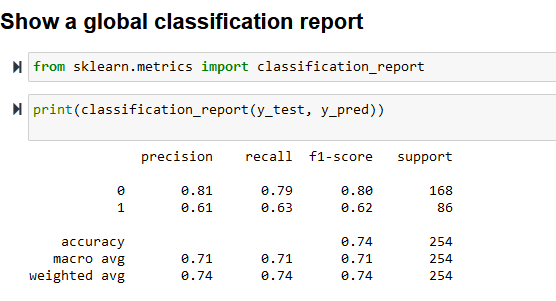 Show a global classification report
from sklearn.metrics import classification_report
print(classification_report(y_test, y_pred))
precision recall f1-score support
0 0.81 0.79 0.80 168
1 0.61 0.63 0.62 86
accuracy 0.74 254
macro avg 0.71 0.71 0.71 254
weighted avg 0.74 0.74 0.74 254